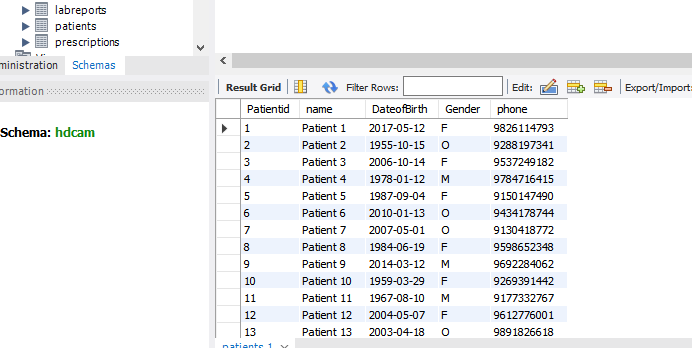 labreports
patients
prescriptions
ministration Schemas
ormation
Schema: hdcam
Result Grid Filter Rows: Edit: Export/Import:
Patientid name DateofBirth Gender phone
1 Patient 1 2017-05-12 F 9826114793
2 Patient 2 1955-10-15 O 9288197341
3 Patient 3 2006-10-14 F 9537249182
4 Patient 4 1978-01-12 M 9784716415
5 Patient 5 1987-09-04 F 9150147490
6 Patient 6 2010-01-13 O 9434178744
7 Patient 7 2007-05-01 O 9130418772
8 Patient 8 1984-06-19 F 9598652348
9 Patient 9 2014-03-12 M 9692284062
10 Patient 10 1959-03-29 F 9269391442
11 Patient 11 1967-08-10 M 9177332767
12 Patient 12 2004-05-07 F 9612776001
13 Patient 13 2003-04-18 O 9891826618
patients 1